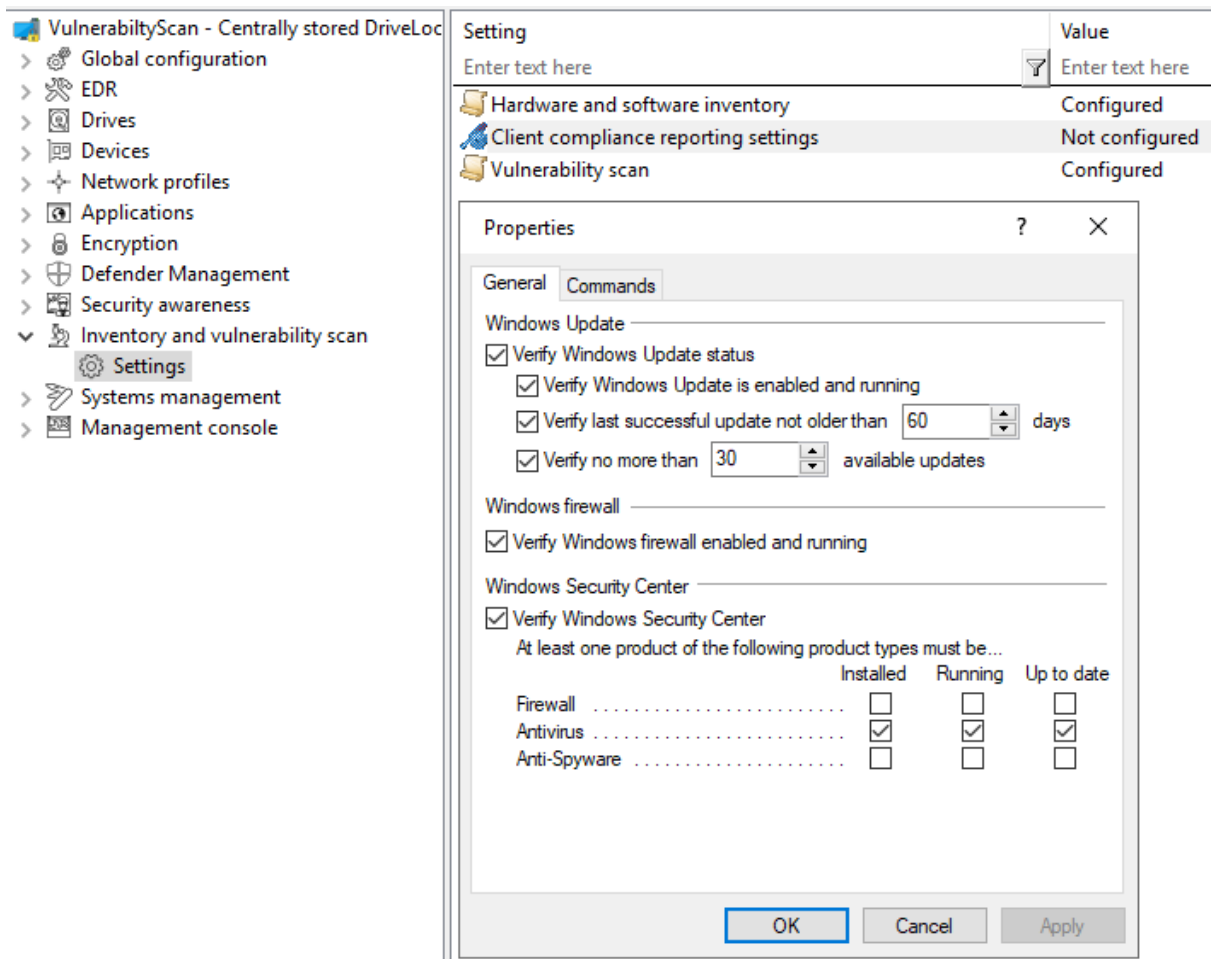 VulnerabiltyScan - Centrally stored DriveLoc
Global configuration
EDR
Drives
Devices
Network profiles
Applications
Encryption
Defender Management
Security awareness
Inventory and vulnerability scan
Settings
Systems management
Management console
Setting Value
Enter text here Enter text here
Hardware and software inventory Configured
Client compliance reporting settings Not configured
Vulnerability scan Configured
Properties ?
General Commands
Windows Update
Verify Windows Update status
Verify Windows Update is enabled and running
Verify last successful update not older than 60 days
Verify no more than 30 available updates
Windows firewall
Verify Windows firewall enabled and running
Windows Security Center
Verify Windows Security Center
At least one product of the following product types must be...
Installed Running Up to date
Firewall . . . . . . . . . . . . . . . . . . . . . . . . .
Antivirus . . . . . . . . . . . . . . . . . . . . . . . . .
Anti-Spyware . . . . . . . . . . . . . . . . . . . . .
OK Cancel Apply